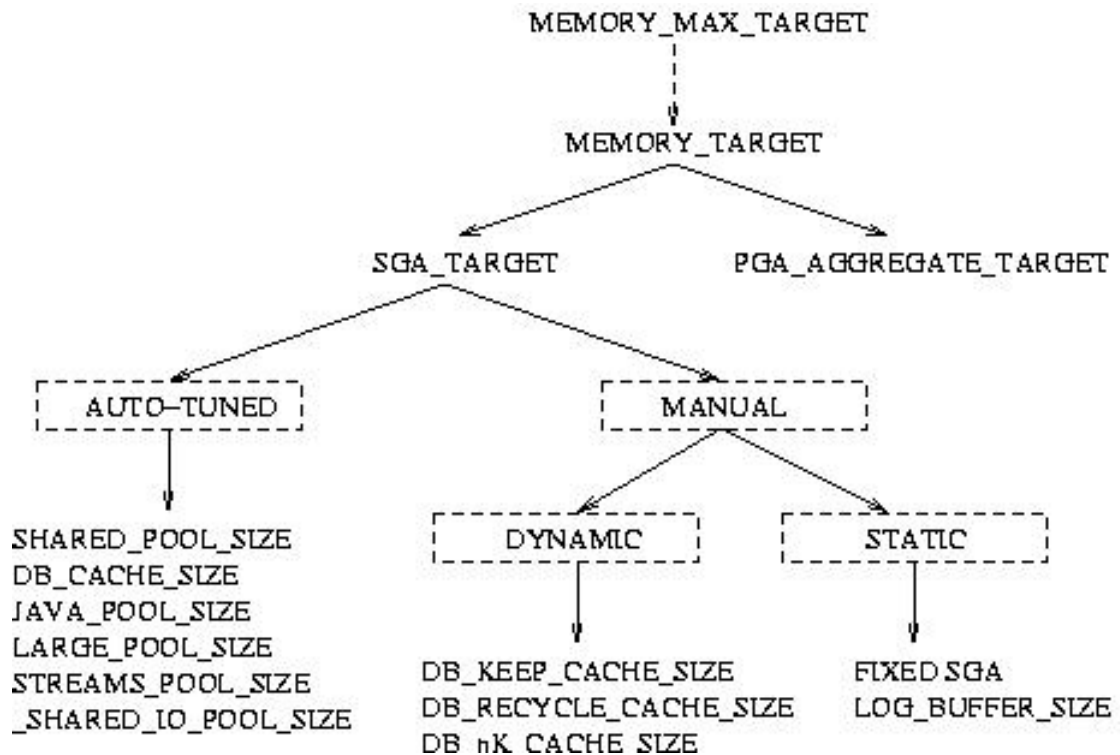 MEMORY_MAX_TARGET
MEMORY_TARGET
SGA_TARGET
PGA_AGGREGATE_TARGET
AUTO-TUNED
MANUAL
SHARED_POOL_SIZE
DB_CACHE_SIZE
JAVA_POOL_SIZE
LARGE_POOL_SIZE
STREAMS_POOL_SIZE
_SHARED_IO_POOL_SIZE
DYNAMIC
STATIC
DB_KEEP_CACHE_SIZE
DB_RECYCLE_CACHE_SIZE
DB_nK_CACHE_SIZE
FIXED SGA
LOG_BUFFER_SIZE